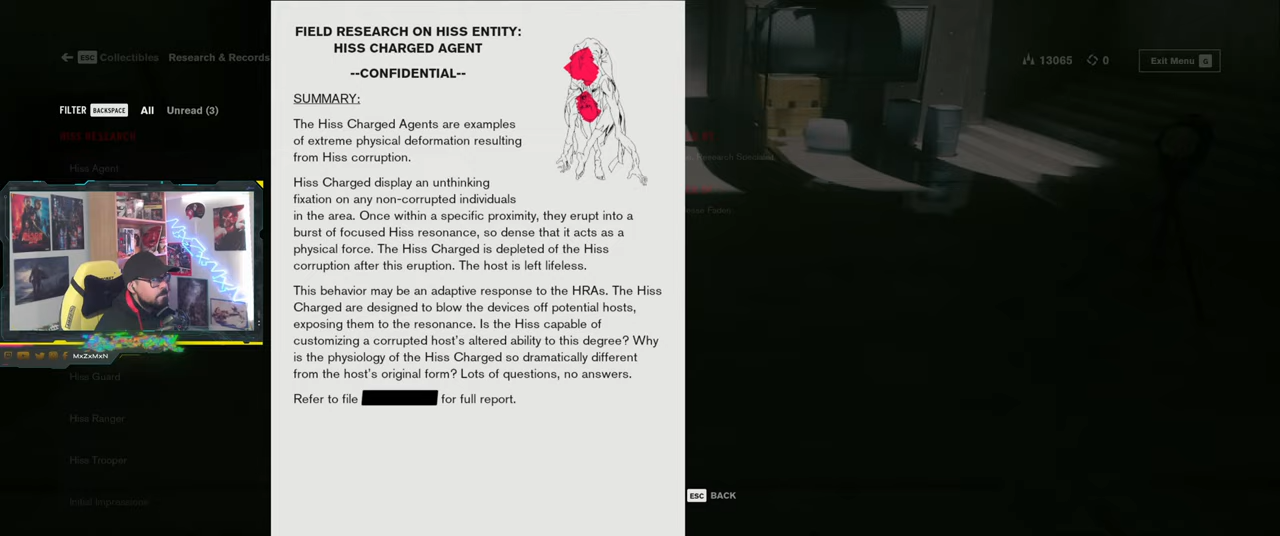 FIELD RESEARCH ON HISS ENTITY:
HISS CHARGED AGENT
--CONFIDENTIAL--
SUMMARY:
The Hiss Charged Agents are examples
of extreme physical deformation resulting
from Hiss corruption.
Hiss Charged display an unthinking
fixation on any non-corrupted individuals
in the area. Once within a specific proximity, they erupt into a
burst of focused Hiss resonance, so dense that it acts as a
physical force. The Hiss Charged is depleted of the Hiss
corruption after this eruption. The host is left lifeless.
This behavior may be an adaptive response to the HRAs. The Hiss
Charged are designed to blow the devices off potential hosts,
exposing them to the resonance. Is the Hiss capable of
customizing a corrupted host's altered ability to this degree? Why
is the physiology of the Hiss Charged so dramatically different
from the host's original form? Lots of questions, no answers.
Refer to file for full report.
ESC Collectibles Research & Records
FILTER BACKSPACE All Unread (3)
HISS RESEARCH
Hiss Agent
MxZxMxN
Hiss Guard
Hiss Ranger
Hiss Trooper
Initial Impressions
13065 0
Exit Menu G
ESC BACK